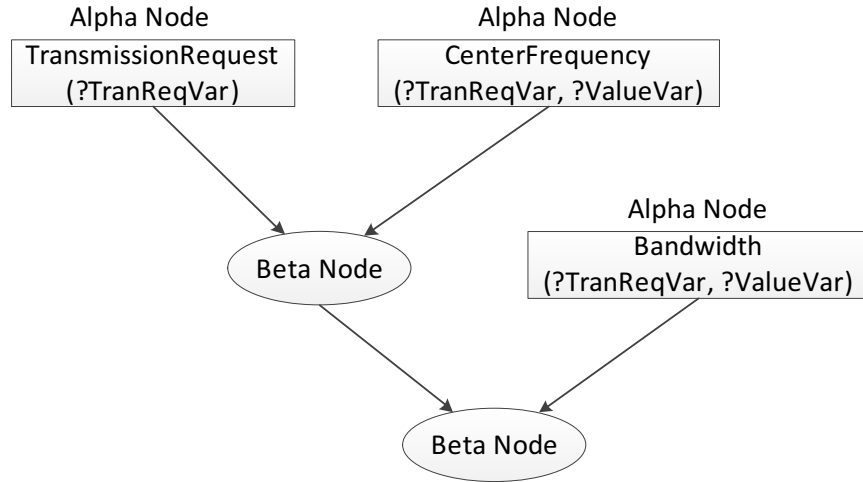 Alpha Node
TransmissionRequest
(?TranReqVar)
Alpha Node
CenterFrequency
(?TranReqVar, ?ValueVar)
Alpha Node
Bandwidth
(?TranReqVar, ?ValueVar)
Beta Node
Beta Node